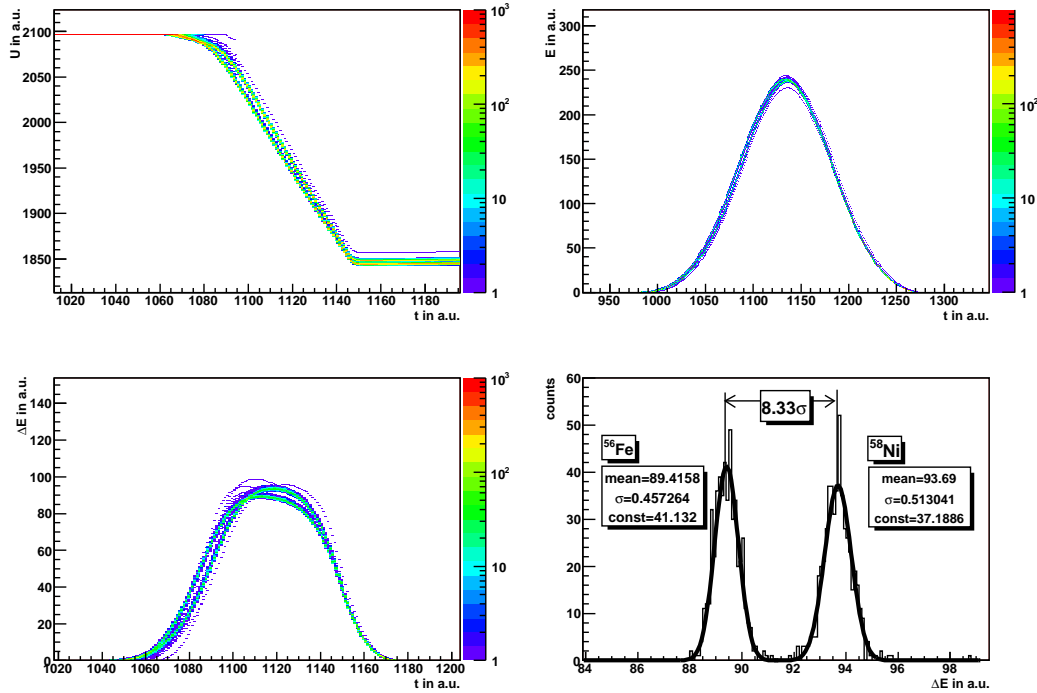 U in a.u.
2100
2050
2000
1950
1900
1850
1020 1040 1060 1080 1100 1120 1140 1160 1180
t in a.u.
10³
10²
10
1
E in a.u.
300
250
200
150
100
50
0
950 1000 1050 1100 1150 1200 1250 1300
t in a.u.
10
1
ΔE in a.u.
140
120
100
80
60
40
20
0
1020 1040 1060 1080 1100 1120 1140 1160 1180 1200
t in a.u.
10³
10²
10
1
counts
60
50
40
30
20
10
0
84 86 88 90 92 94 96 98
ΔE in a.u.
8.33σ
⁵⁶Fe
mean=89.4158
σ=0.457264
const=41.132
⁵⁸Ni
mean=93.69
σ=0.513041
const=37.1886